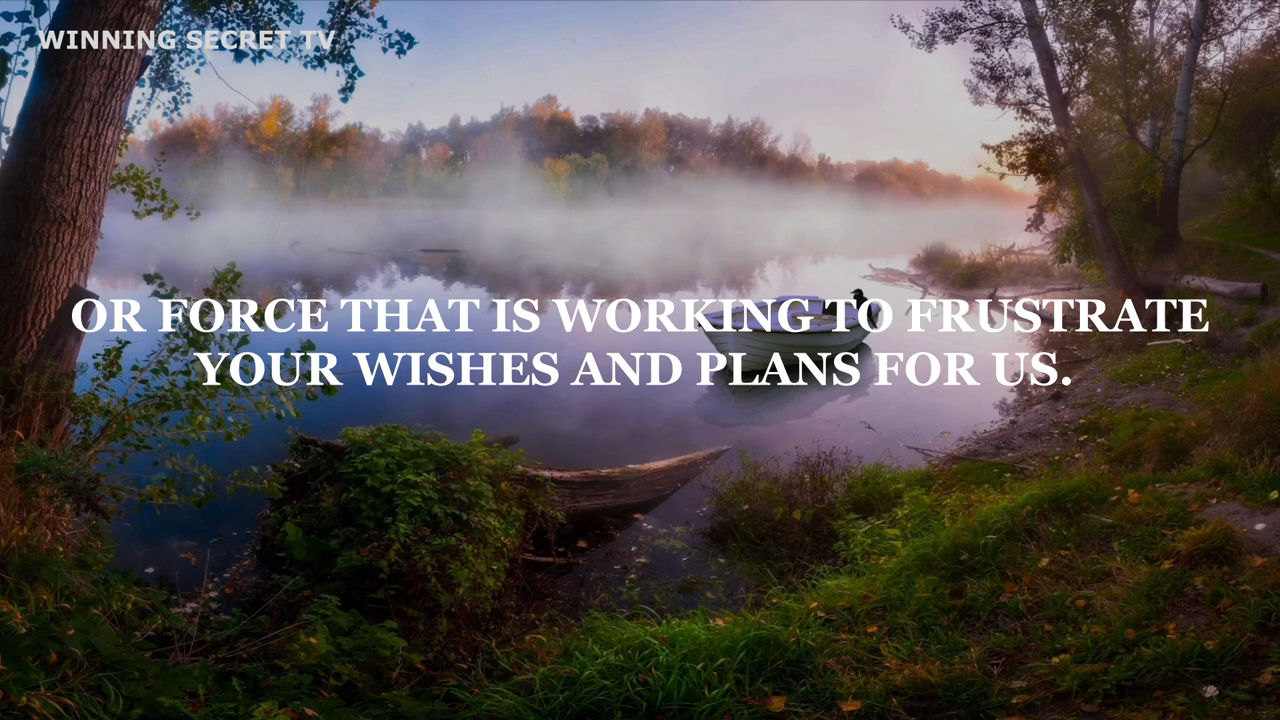 WINNING SECRET TV
OR FORCE THAT IS WORKING TO FRUSTRATE
YOUR WISHES AND PLANS FOR US.